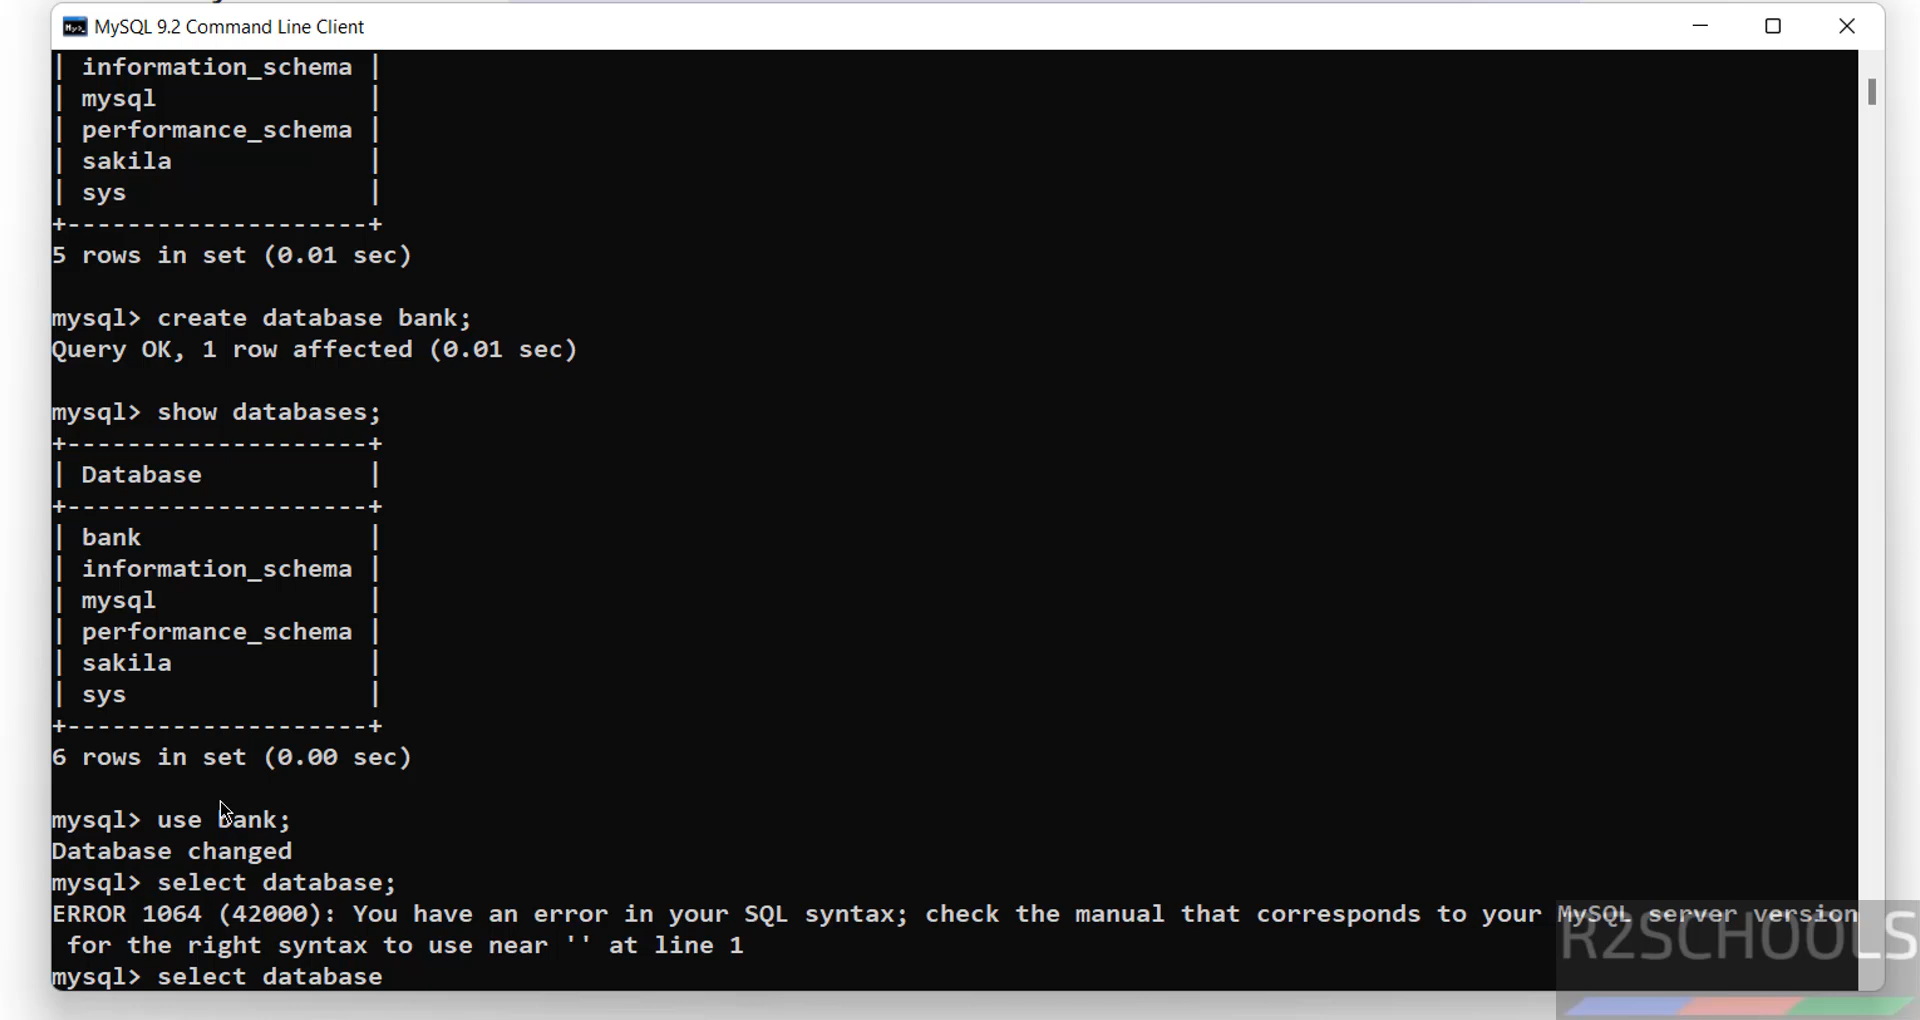 MySQL 9.2 Command Line Client
| information_schema |
| mysql              |
| performance_schema |
| sakila             |
| sys                |
+--------------------+
5 rows in set (0.01 sec)
mysql> create database bank;
Query OK, 1 row affected (0.01 sec)
mysql> show databases;
+--------------------+
| Database           |
+--------------------+
| bank               |
| information_schema |
| mysql              |
| performance_schema |
| sakila             |
| sys                |
+--------------------+
6 rows in set (0.00 sec)
mysql> use bank;
Database changed
mysql> select database;
ERROR 1064 (42000): You have an error in your SQL syntax; check the manual that corresponds to your MySQL server version
 for the right syntax to use near '' at line 1
mysql> select database
R2SCHOOLS